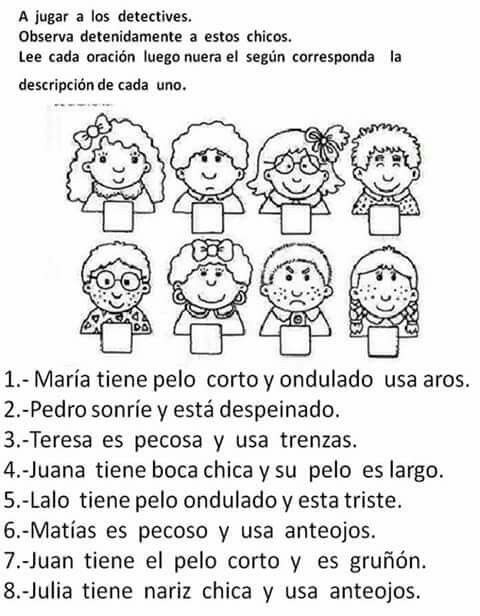 A jugar a los detectives.
Observa detenidamente a estos chicos.
Lee cada oración luego nuera el según corresponda la
descripción de cada uno.
1.- María tiene pelo corto y ondulado usa aros.
2.-Pedro sonríe y está despeinado.
3.-Teresa es pecosa y usa trenzas.
4.-Juana tiene boca chica y su pelo es largo.
5.-Lalo tiene pelo ondulado y esta triste.
6.-Matías es pecoso y usa anteojos.
7.-Juan tiene el pelo corto y es gruñón.
8.-Julia tiene nariz chica y usa anteojos.